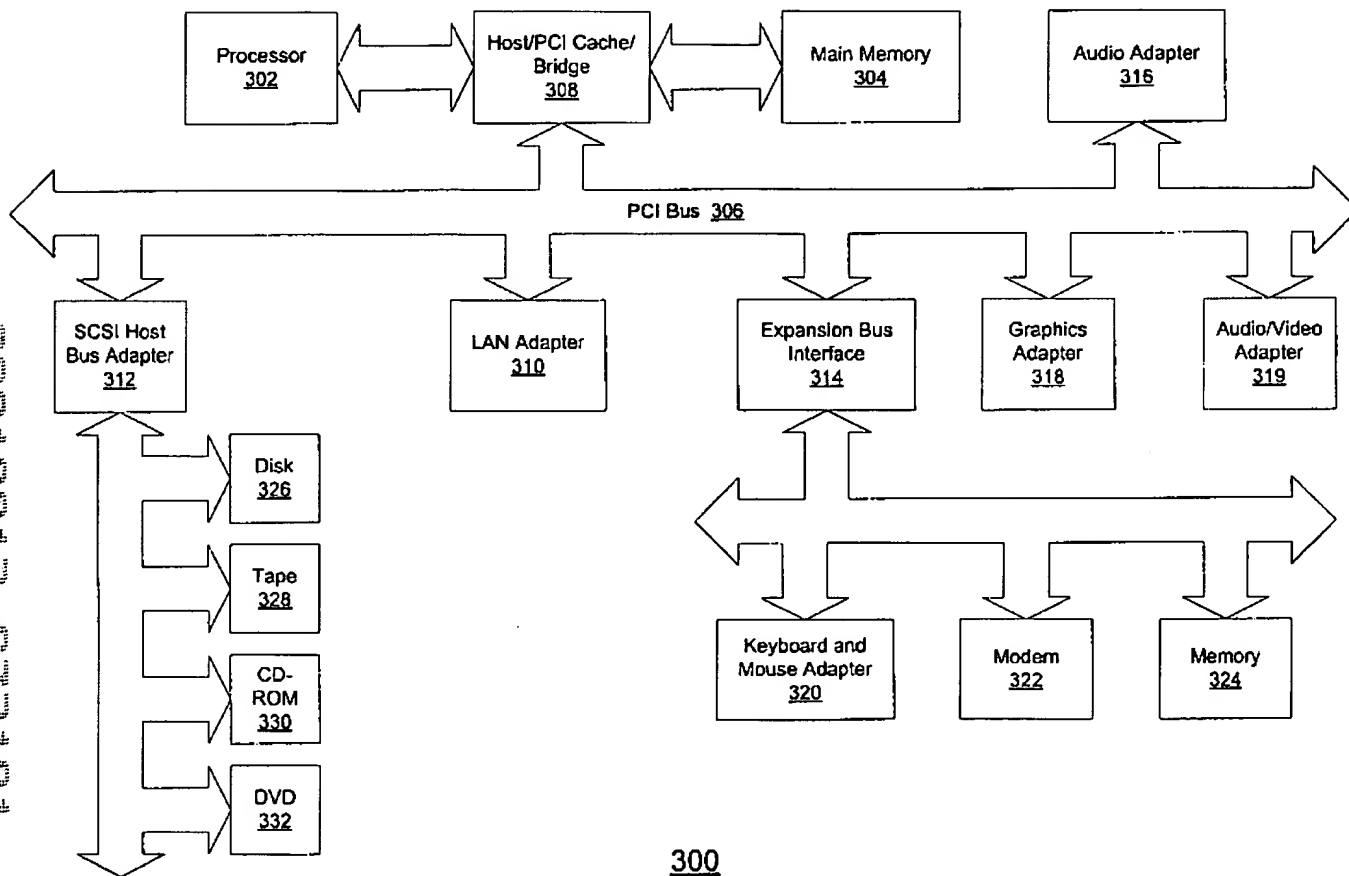 Processor
302
Host/PCI Cache/
Bridge
308
Main Memory
304
Audio Adapter
316
PCI Bus 306
SCSI Host
Bus Adapter
312
LAN Adapter
310
Expansion Bus
Interface
314
Graphics
Adapter
318
Audio/Video
Adapter
319
Disk
326
Tape
328
CD-
ROM
330
DVD
332
Keyboard and
Mouse Adapter
320
Modem
322
Memory
324
300